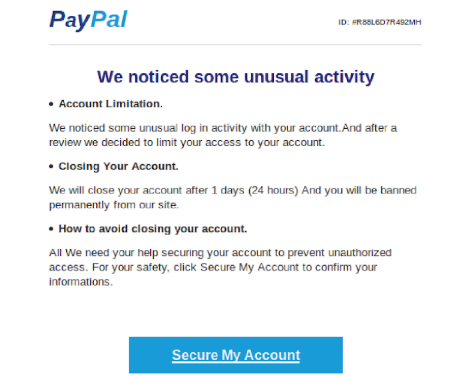 PayPal
ID: #R88L6D7R492MH
We noticed some unusual activity
• Account Limitation.
We noticed some unusual log in activity with your account.And after a
review we decided to limit your access to your account.
• Closing Your Account.
We will close your account after 1 days (24 hours) And you will be banned
permanently from our site.
• How to avoid closing your account.
All We need your help securing your account to prevent unauthorized
access. For your safety, click Secure My Account to confirm your
informations.
Secure My Account